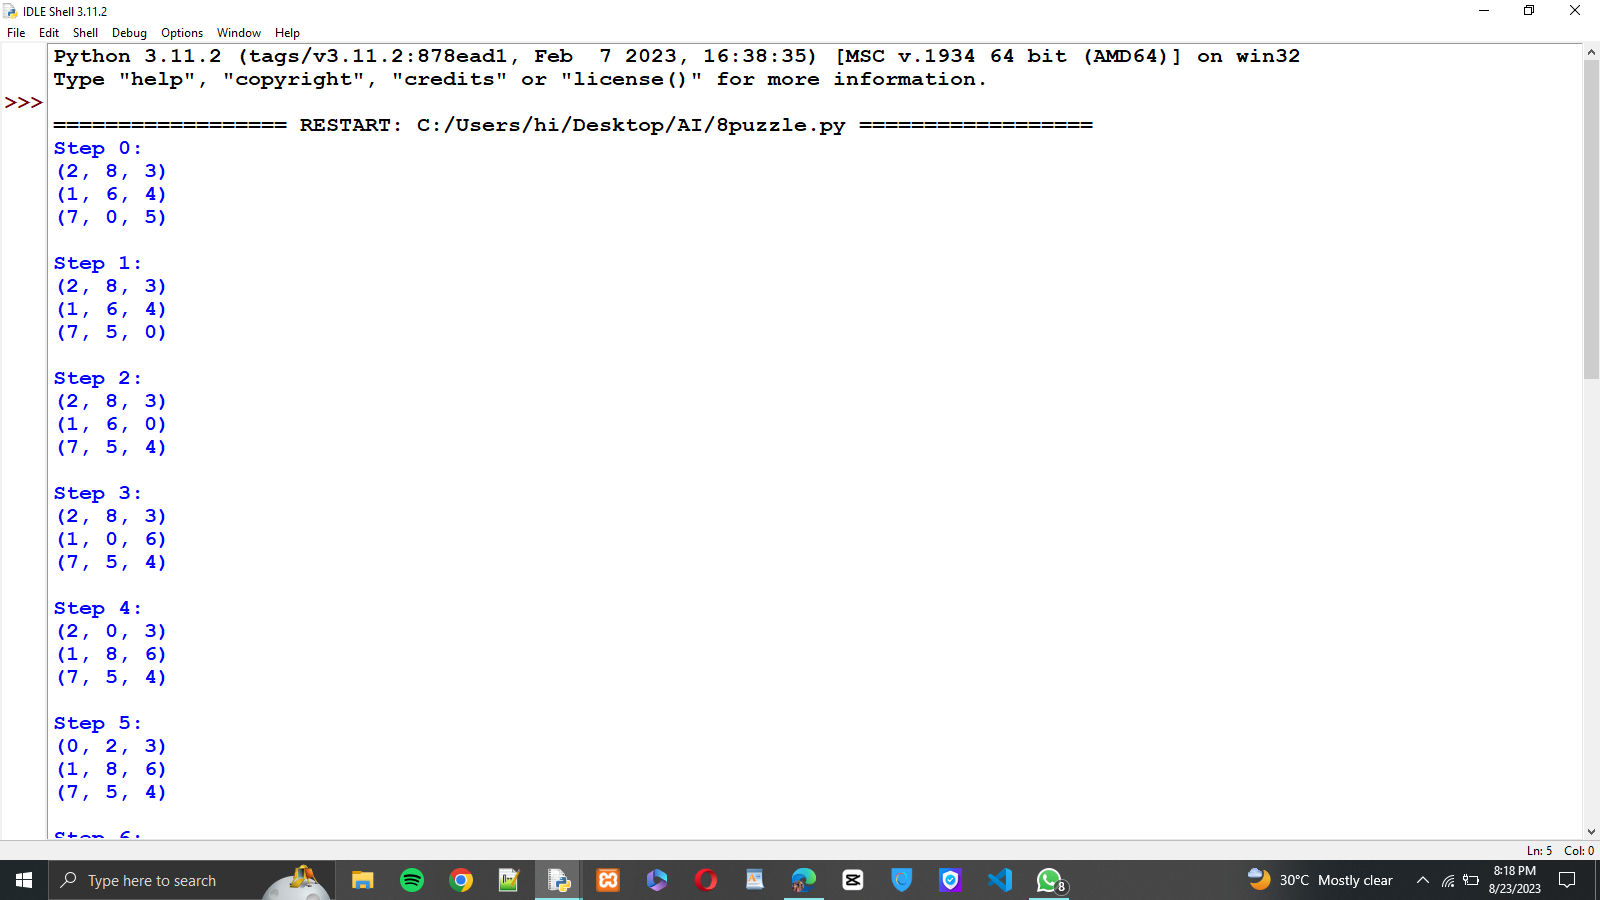 IDLE Shell 3.11.2
File Edit Shell Debug Options Window Help
Python 3.11.2 (tags/v3.11.2:878ead1, Feb  7 2023, 16:38:35) [MSC v.1934 64 bit (AMD64)] on win32
Type "help", "copyright", "credits" or "license()" for more information.
>>>
================== RESTART: C:/Users/hi/Desktop/AI/8puzzle.py ==================
Step 0:
(2, 8, 3)
(1, 6, 4)
(7, 0, 5)
Step 1:
(2, 8, 3)
(1, 6, 4)
(7, 5, 0)
Step 2:
(2, 8, 3)
(1, 6, 0)
(7, 5, 4)
Step 3:
(2, 8, 3)
(1, 0, 6)
(7, 5, 4)
Step 4:
(2, 0, 3)
(1, 8, 6)
(7, 5, 4)
Step 5:
(0, 2, 3)
(1, 8, 6)
(7, 5, 4)
Step 6:
Ln: 5 Col: 0
Type here to search
8
30°C Mostly clear
8:18 PM
8/23/2023